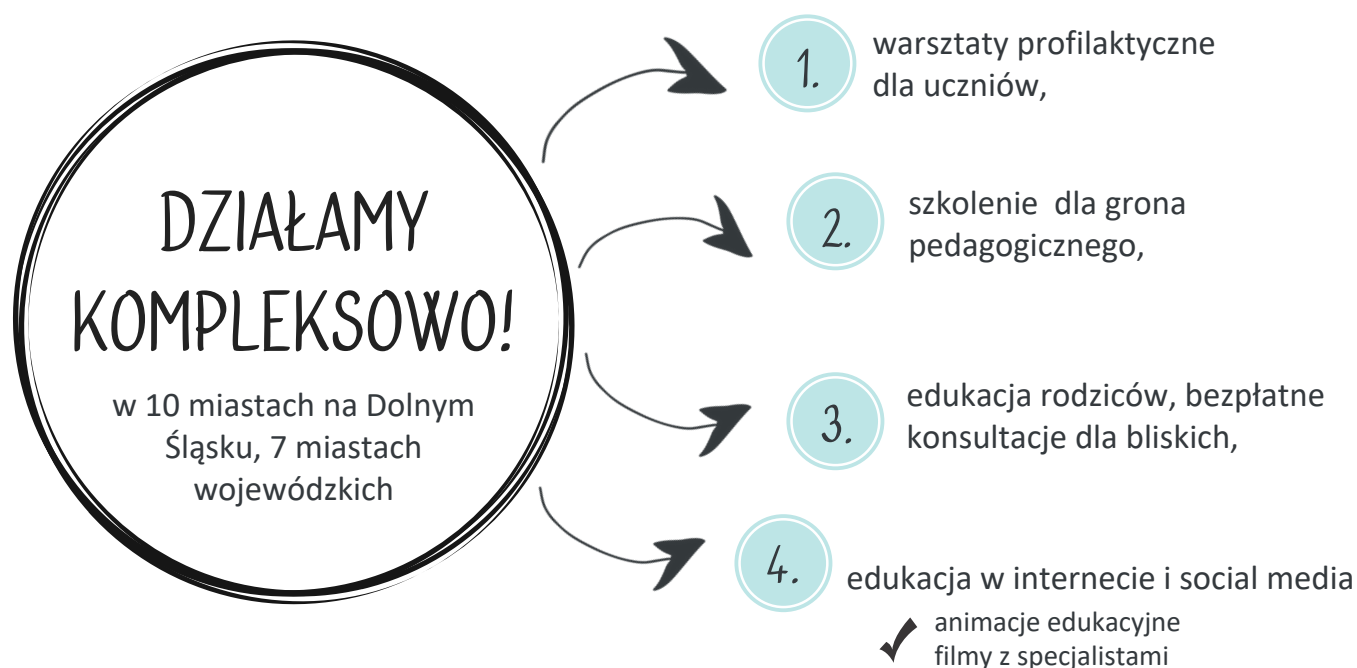 DZIAŁAMY
KOMPLEKSOWO!
w 10 miastach na Dolnym
Śląsku, 7 miastach
wojewódzkich
1.
warsztaty profilaktyczne
dla uczniów,
2.
szkolenie dla grona
pedagogicznego,
3.
edukacja rodziców, bezpłatne
konsultacje dla bliskich,
4.
edukacja w internecie i social media
animacje edukacyjne
filmy z specjalistami